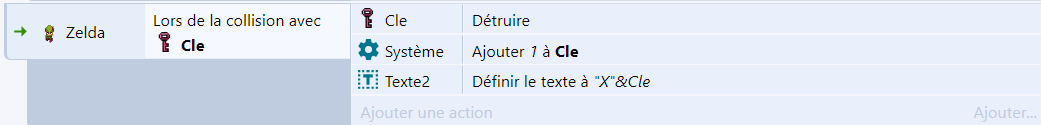 Zelda
Lors de la collision avec
Cle
Cle Détruire
Système Ajouter 1 à Cle
Texte2 Définir le texte à "X"&Cle
Ajouter une action Ajouter...